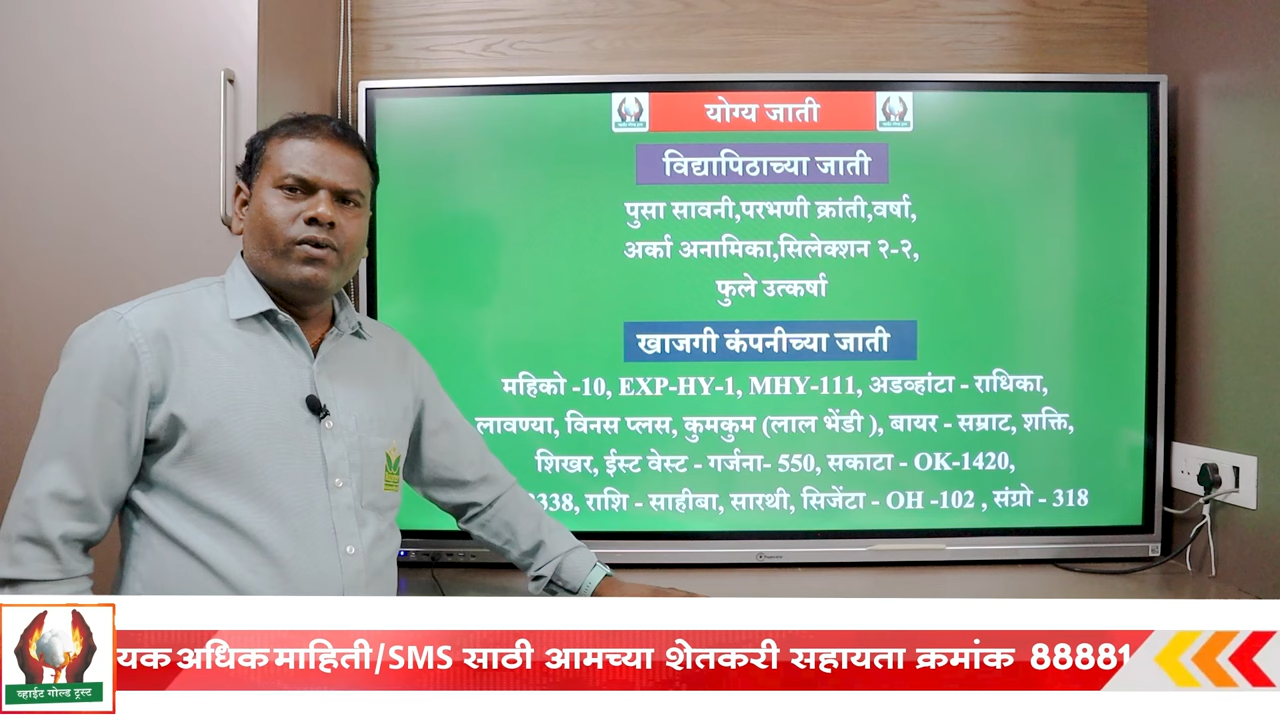 योग्य जाती
विद्यापिठाच्या जाती
पुसा सावनी,परभणी क्रांती,वर्षा,
अर्का अनामिका,सिलेक्शन २-२,
फुले उत्कर्षा
खाजगी कंपनीच्या जाती
महिको -10, EXP-HY-1, MHY-111, अडव्हांटा - राधिका,
लावण्या, विनस प्लस, कुमकुम (लाल भेंडी ), बायर - सम्राट, शक्ति,
शिखर, ईस्ट वेस्ट - गर्जना- 550, सकाटा - OK-1420,
338, राशि - साहीबा, सारथी, सिजेंटा - OH -102 , संग्रो - 318
यक अधिक माहिती/SMS साठी आमच्या शेतकरी सहायता क्रमांक 88881
व्हाईट गोल्ड ट्रस्ट